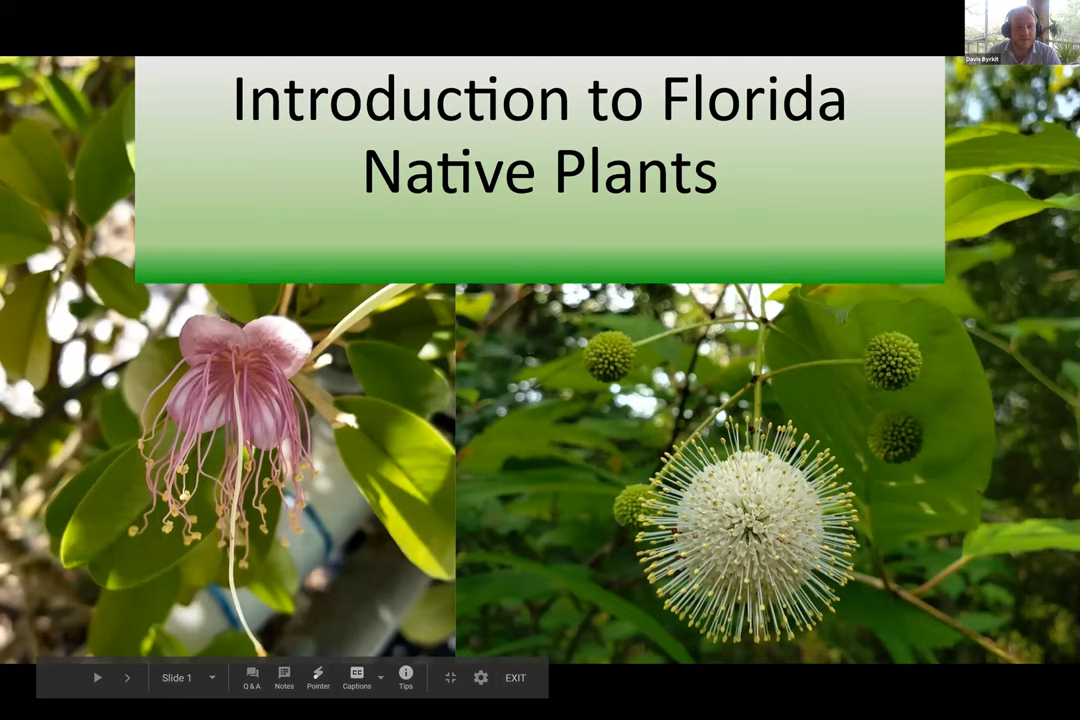 Davis Byrkit
Introduction to Florida
Native Plants
Slide 1
Q & A
Notes
Pointer
CC
Captions
Tips
EXIT